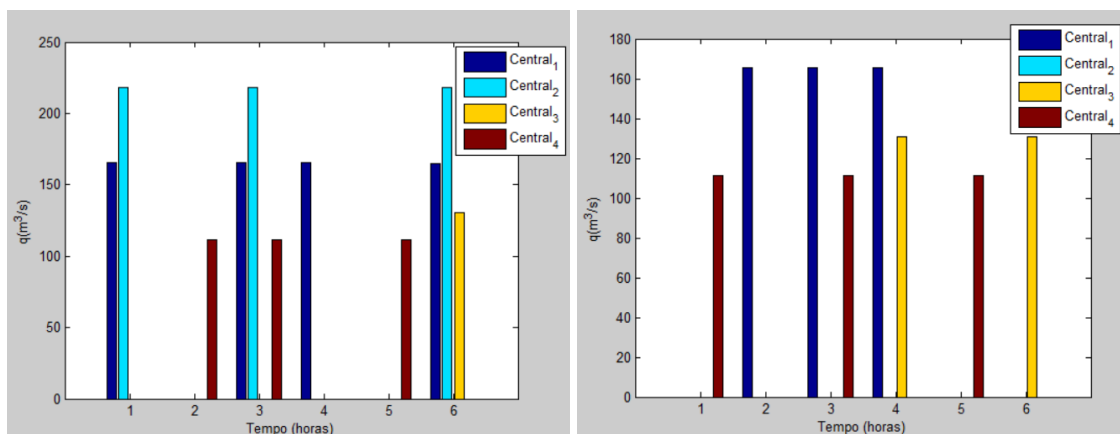 250
200
150
100
50
0
q(m³/s)
1 2 3 4 5 6
Tempo (horas)
Central₁
Central₂
Central₃
Central₄
180
160
140
120
100
80
60
40
20
0
q(m³/s)
1 2 3 4 5 6
Tempo (horas)
Central₁
Central₂
Central₃
Central₄